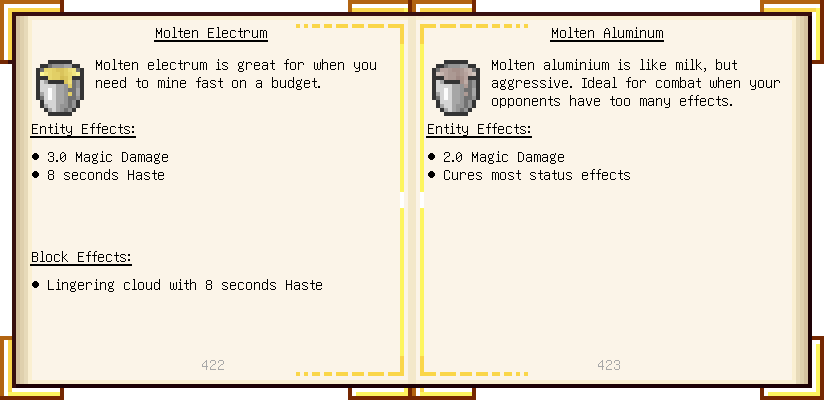 Molten Electrum
Molten electrum is great for when you
need to mine fast on a budget.
Entity Effects:
• 3.0 Magic Damage
• 8 seconds Haste
Block Effects:
• Lingering cloud with 8 seconds Haste
422
Molten Aluminum
Molten aluminium is like milk, but
aggressive. Ideal for combat when your
opponents have too many effects.
Entity Effects:
• 2.0 Magic Damage
• Cures most status effects
423